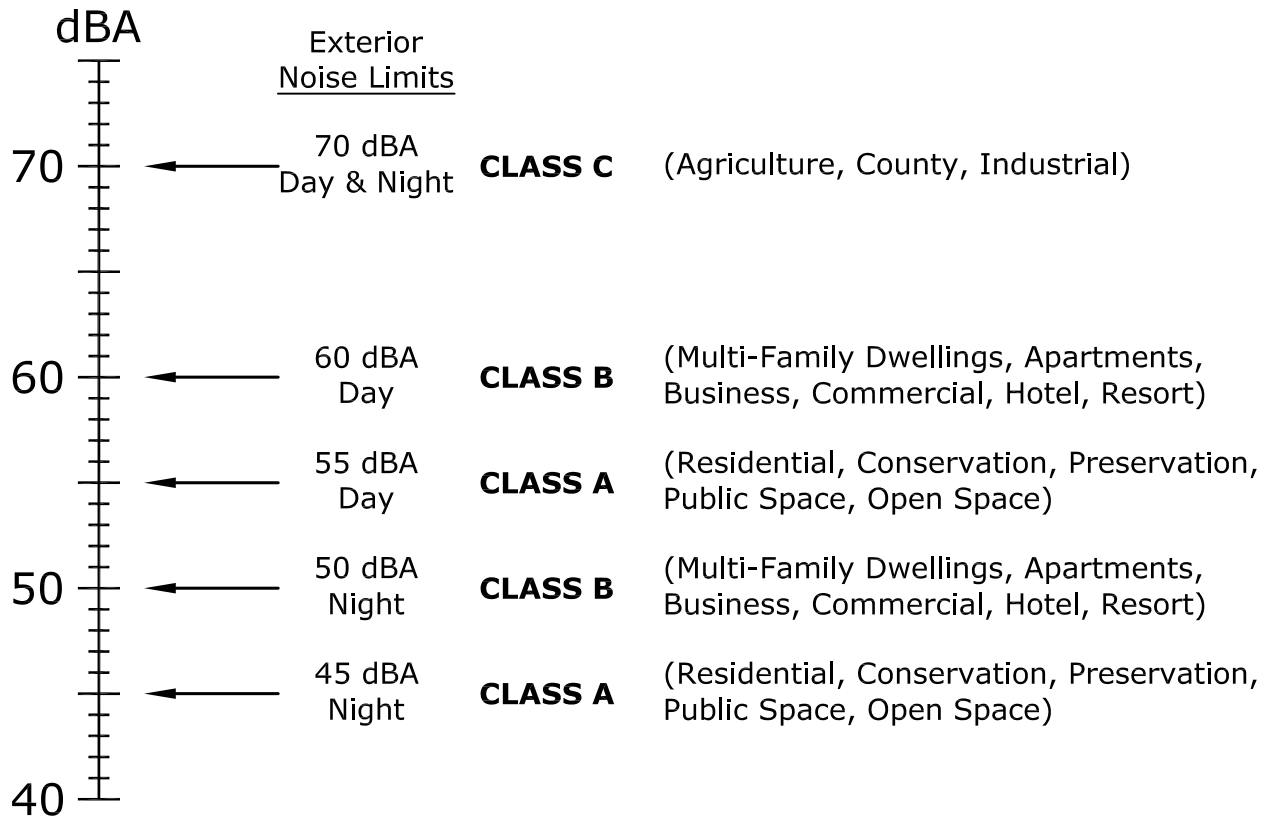 dBA
Exterior
Noise Limits
70
70 dBA
Day & Night
CLASS C
(Agriculture, County, Industrial)
60
60 dBA
Day
CLASS B
(Multi-Family Dwellings, Apartments,
Business, Commercial, Hotel, Resort)
55 dBA
Day
CLASS A
(Residential, Conservation, Preservation,
Public Space, Open Space)
50
50 dBA
Night
CLASS B
(Multi-Family Dwellings, Apartments,
Business, Commercial, Hotel, Resort)
45 dBA
Night
CLASS A
(Residential, Conservation, Preservation,
Public Space, Open Space)
40